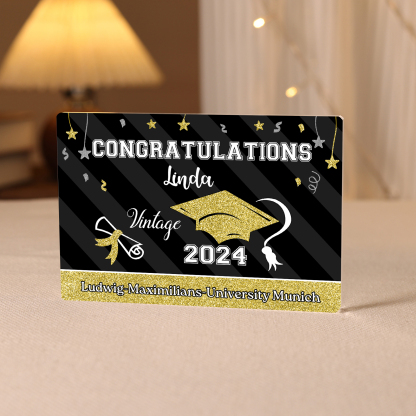 CONGRATULATIONS
Linda
Vintage
2024
Ludwig-Maximilians-University Munich